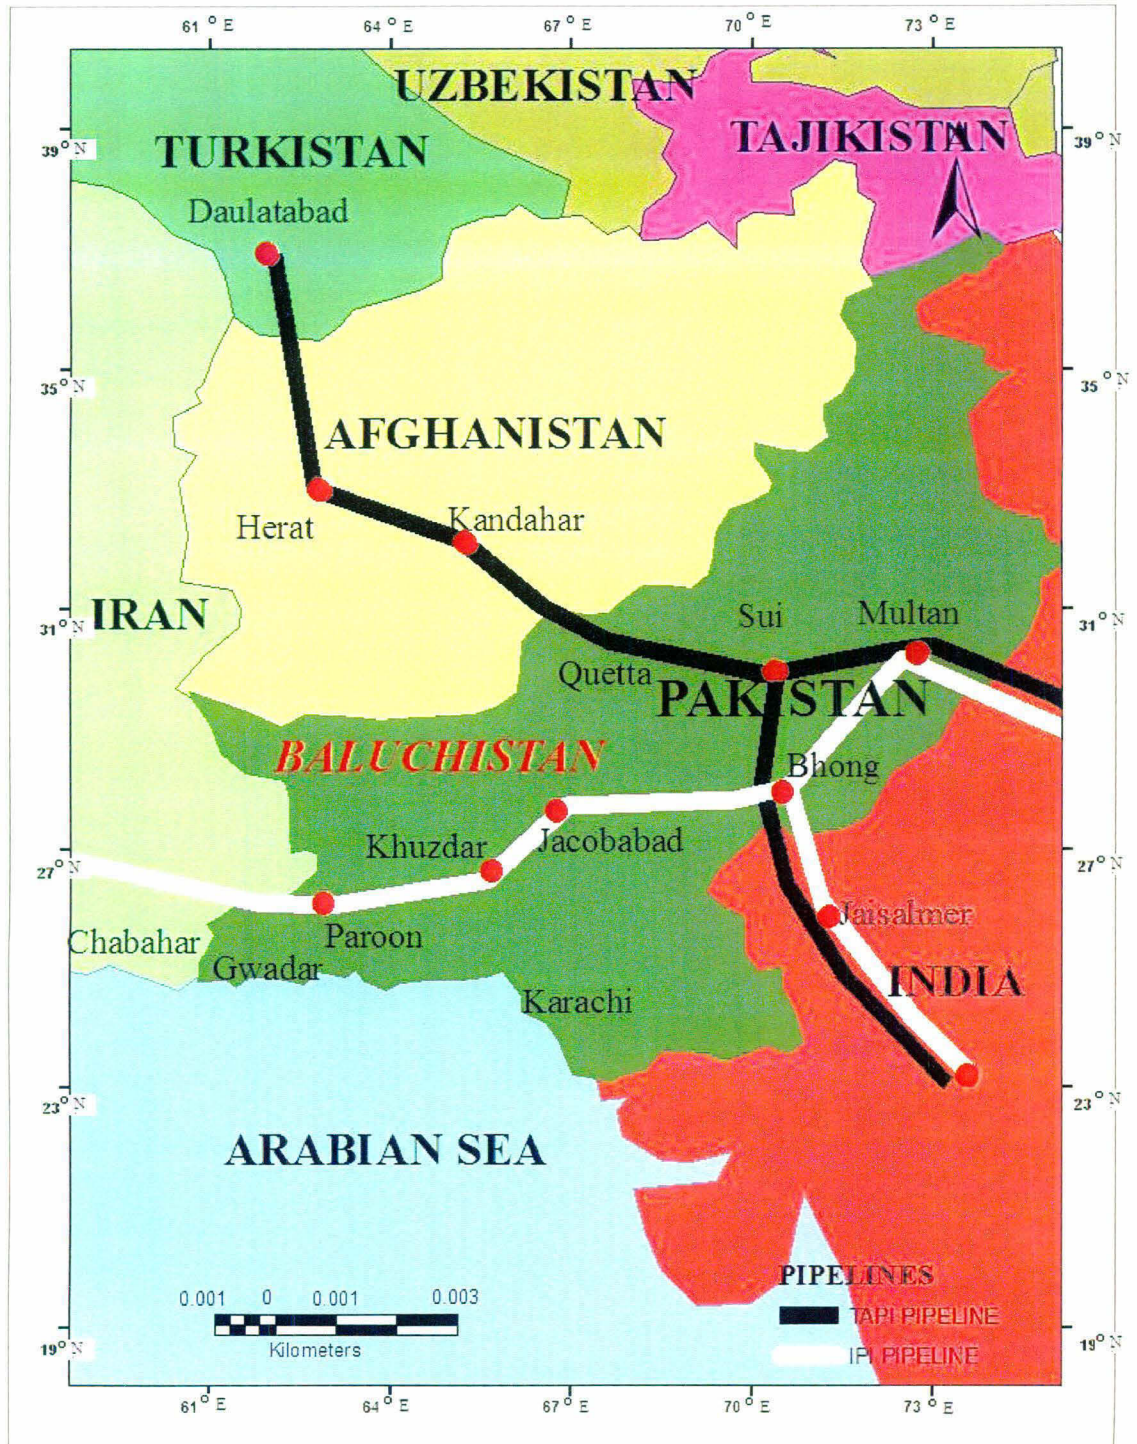 61° E 64° E 67° E 70° E 73° E
UZBEKISTAN
39° N TURKISTAN TAJIKISTAN 39° N
N
Daulatabad
35° N 35° N
AFGHANISTAN
Herat Kandahar
31° N IRAN Sui Multan 31° N
Quetta PAKISTAN
BALUCHISTAN Bhong
27° N Khuzdar Jacobabad 27° N
Chabahar Paroon Jaisalmer
Gwadar Karachi INDIA
23° N 23° N
ARABIAN SEA
PIPELINES
0.001 0 0.001 0.003 TAPI PIPELINE
19° N Kilometers IPI PIPELINE 19° N
61° E 64° E 67° E 70° E 73° E